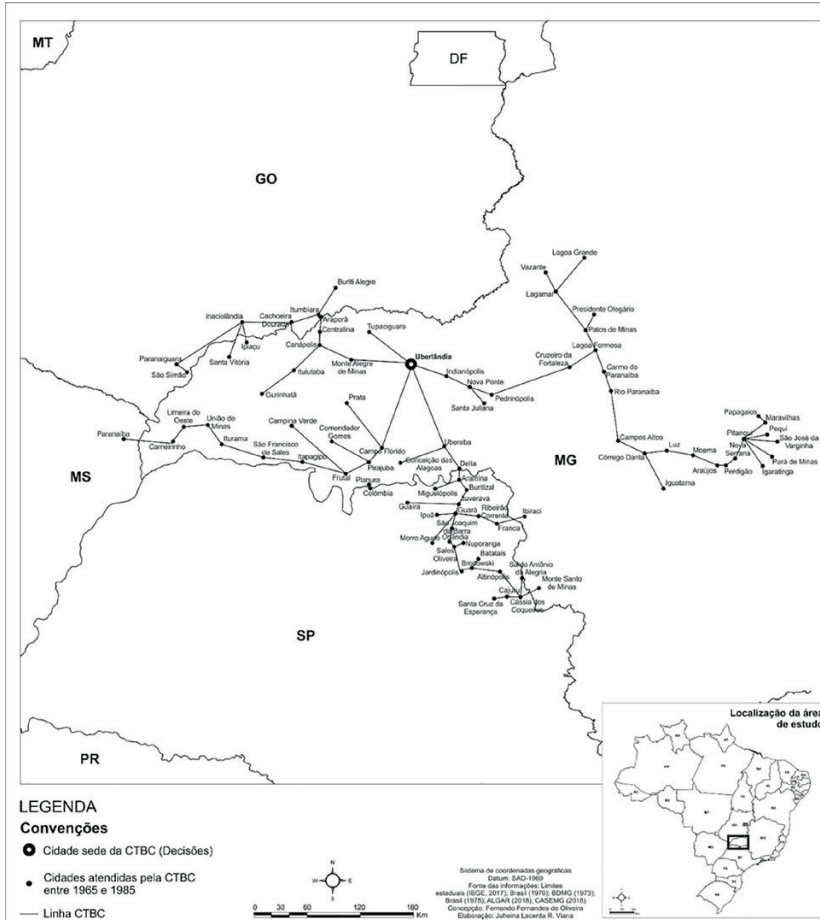 MT
DF
GO
Lagoa Grande
Vazante
Buriti Alegre
Lagamar
Presidente Olegário
Itumbiara
Inaciolândia
Cachoeira
Dourada
Araporã
Tupaciguara
Patos de Minas
Centralina
Ipiaçu
Canápolis
Lagoa Formosa
Uberlândia
Paranaiguara
Santa Vitória
Monte Alegre
de Minas
Cruzeiro da
Fortaleza
São Simão
Ituiutaba
Indianópolis
Carmo do
Paranaíba
Nova Ponte
Pedrinópolis
Gurinhatã
Santa Juliana
Rio Paranaíba
Prata
Limeira do
Oeste
União de
Minas
Campina Verde
Papagaios
Maravilhas
Comendador
Gomes
Pitangui
Pequi
Paranaíba
Iturama
Uberaba
Campos Altos
Nova
Serrana
São José da
Varginha
Carneirinho
São Francisco
de Sales
Campo Florido
MG
Luz
Moema
Córrego Danta
Itapagipe
Pirajuba
Conceição das
Alagoas
Delta
Pará de Minas
Araújos
Perdigão
Igaratinga
MS
Frutal
Planura
Colômbia
Aramina
Buritizal
Iguatama
Miguelópolis
Ituverava
Guaíra
Guará
Ribeirão
Corrente
Ibiraci
Ipuã
Franca
São Joaquim
da Barra
Morro Agudo
Orlândia
Nuporanga
Sales
Oliveira
Batatais
Santo Antônio
da Alegria
Brodowski
Jardinópolis
Altinópolis
Monte Santo
de Minas
Cajuru
Santa Cruz da
Esperança
Cássia dos
Coqueiros
SP
PR
Localização da área
de estudo
LEGENDA
Convenções
Cidade sede da CTBC (Decisões)
Cidades atendidas pela CTBC
entre 1965 e 1985
Linha CTBC
N
W
E
S
0 30 60 120 180
Km
Sistema de coordenadas geográficas
Datum: SAD-1969
Fonte das informações: Limites
estaduais (IBGE, 2017); Brasil (1970); BDMG (1973);
Brasil (1978); ALGAR (2018); CASEMG (2018)
Concepção: Fernando Fernandes de Oliveira
Elaboração: Juheina Lacerda R. Viana